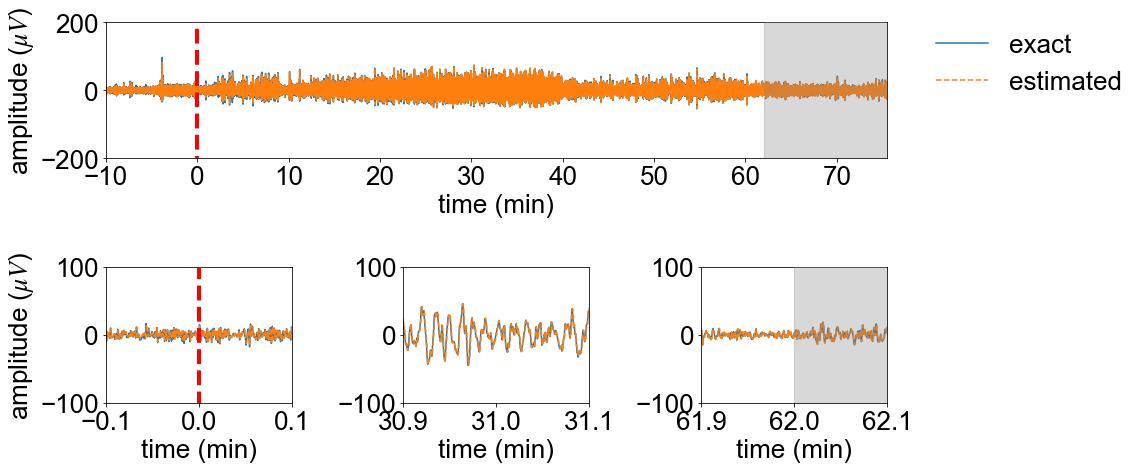 amplitude (μV)
200
0
−200
−10 0 10 20 30 40 50 60 70
time (min)
exact
estimated
amplitude (μV)
100
0
−100
−0.1 0.0 0.1
time (min)
100
0
−100
30.9 31.0 31.1
time (min)
100
0
−100
61.9 62.0 62.1
time (min)